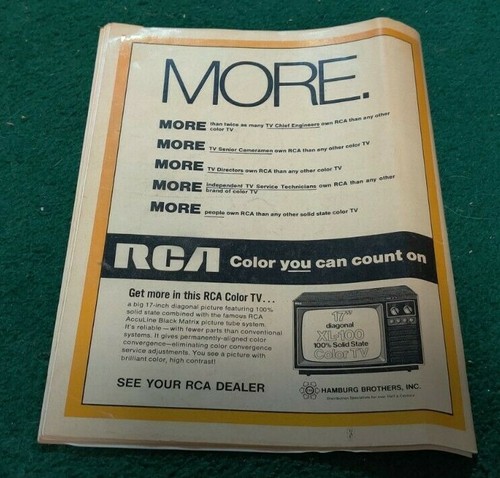 MORE.
MORE than twice as many TV Chief Engineers own RCA than any other
color TV
MORE TV Senior Cameramen own RCA than any other color TV
MORE TV Directors own RCA than any other color TV
MORE independent TV Service Technicians own RCA than any other
brand of color TV
MORE people own RCA than any other solid state color TV
RCA Color you can count on
Get more in this RCA Color TV...
a big 17-inch diagonal picture featuring 100%
solid state combined with the famous RCA
AccuLine Black Matrix picture tube system.
It's reliable—with fewer parts than conventional
systems. It gives permanently-aligned color
convergence—eliminating color convergence
service adjustments. You see a picture with
brilliant color, high contrast!
17"
diagonal
XL-100
100% Solid State
Color TV
SEE YOUR RCA DEALER
HAMBURG BROTHERS, INC.